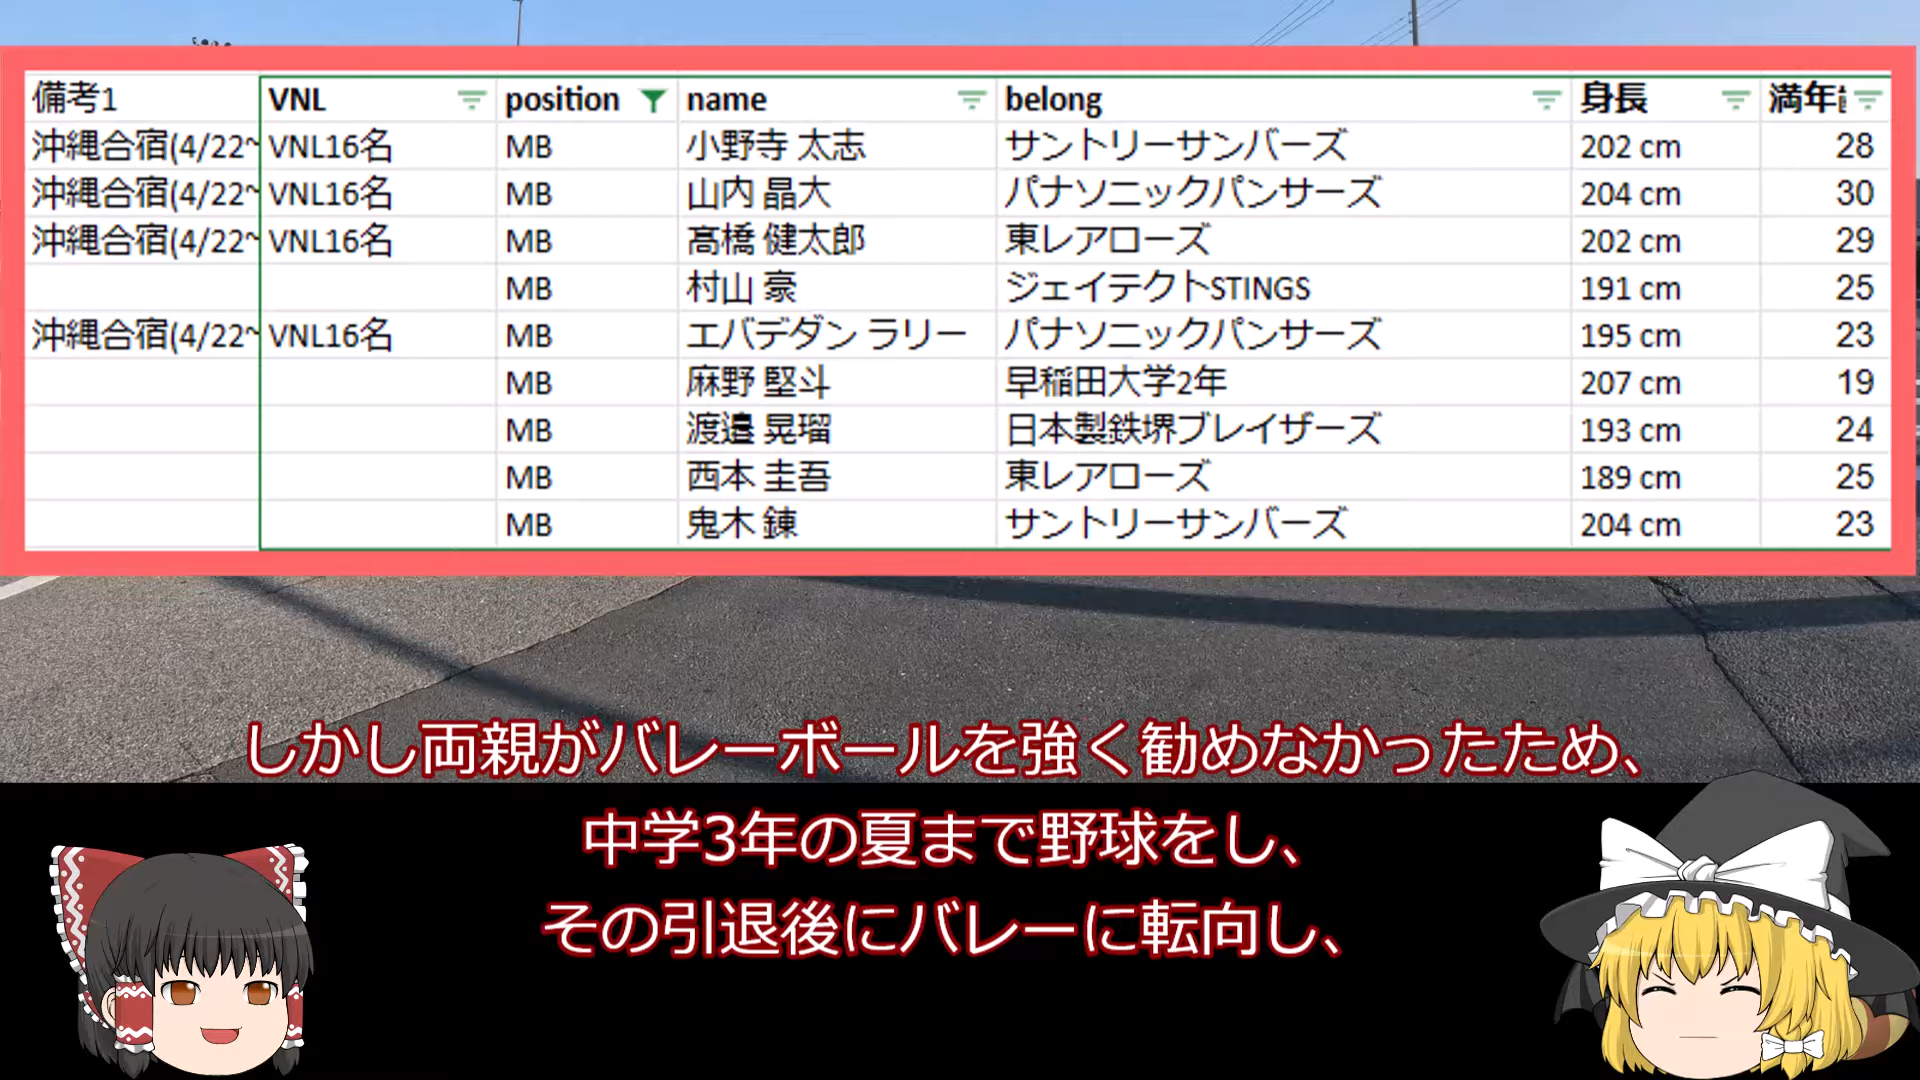 備考1 VNL position name belong 身長 満年
沖縄合宿(4/22~ VNL16名 MB 小野寺 太志 サントリーサンバーズ 202 cm 28
沖縄合宿(4/22~ VNL16名 MB 山内 晶大 パナソニックパンサーズ 204 cm 30
沖縄合宿(4/22~ VNL16名 MB 髙橋 健太郎 東レアローズ 202 cm 29
MB 村山 豪 ジェイテクトSTINGS 191 cm 25
沖縄合宿(4/22~ VNL16名 MB エバデダン ラリー パナソニックパンサーズ 195 cm 23
MB 麻野 堅斗 早稲田大学2年 207 cm 19
MB 渡邉 晃瑠 日本製鉄堺ブレイザーズ 193 cm 24
MB 西本 圭吾 東レアローズ 189 cm 25
MB 鬼木 錬 サントリーサンバーズ 204 cm 23
しかし両親がバレーボールを強く勧めなかったため、
中学3年の夏まで野球をし、
その引退後にバレーに転向し、